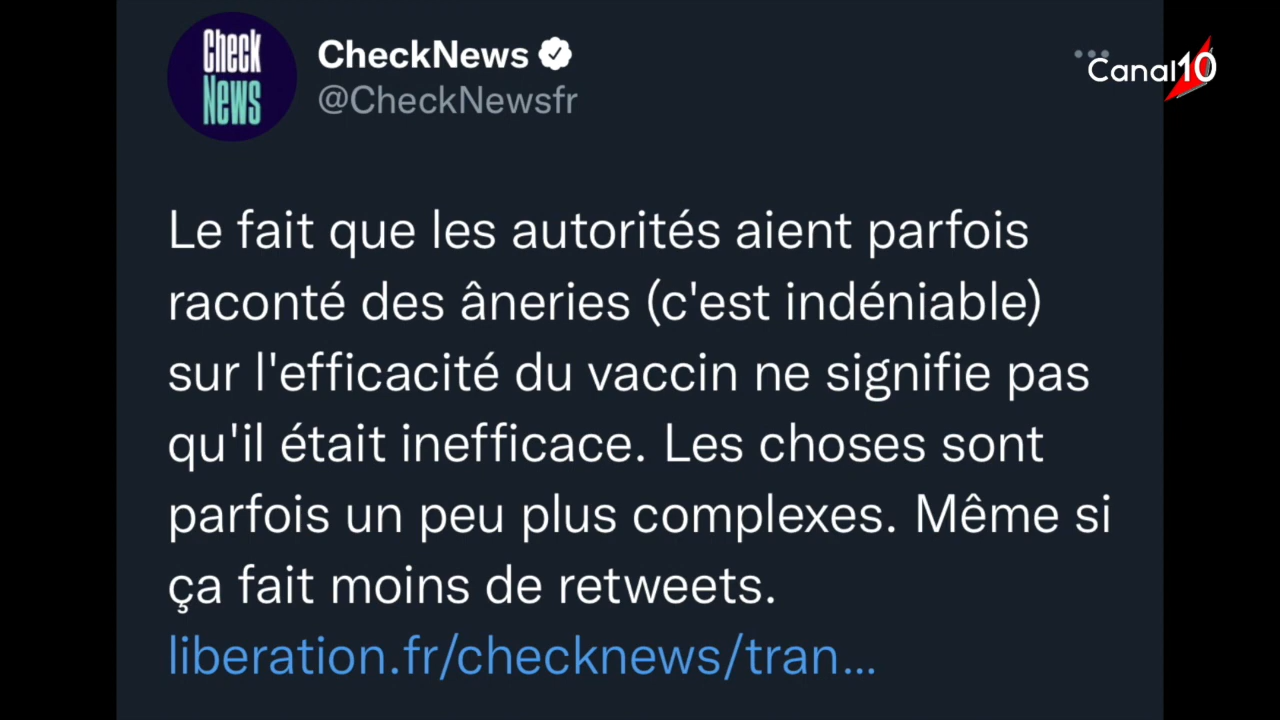 Check
News
CheckNews
@CheckNewsfr
Canal10
Le fait que les autorités aient parfois
raconté des âneries (c'est indéniable)
sur l'efficacité du vaccin ne signifie pas
qu'il était inefficace. Les choses sont
parfois un peu plus complexes. Même si
ça fait moins de retweets.
liberation.fr/checknews/tran...